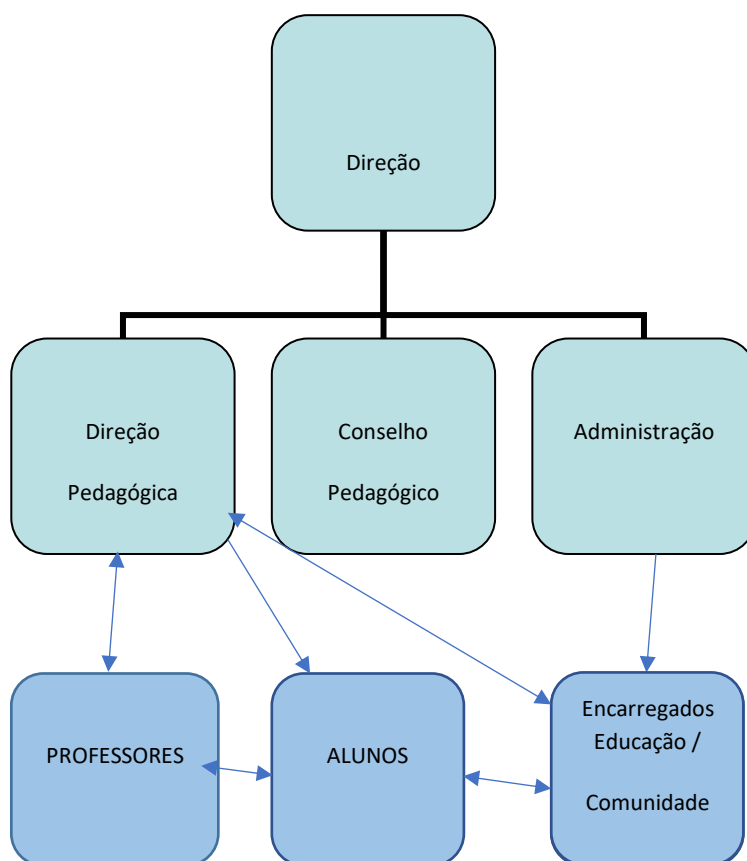 Direção
Direção
Pedagógica
Conselho
Pedagógico
Administração
PROFESSORES
ALUNOS
Encarregados
Educação /
Comunidade